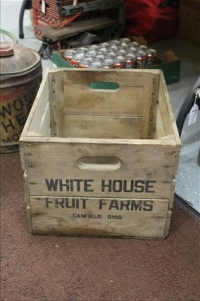 WHITE HOUSE
FRUIT FARMS
CANFIELD, OHIO